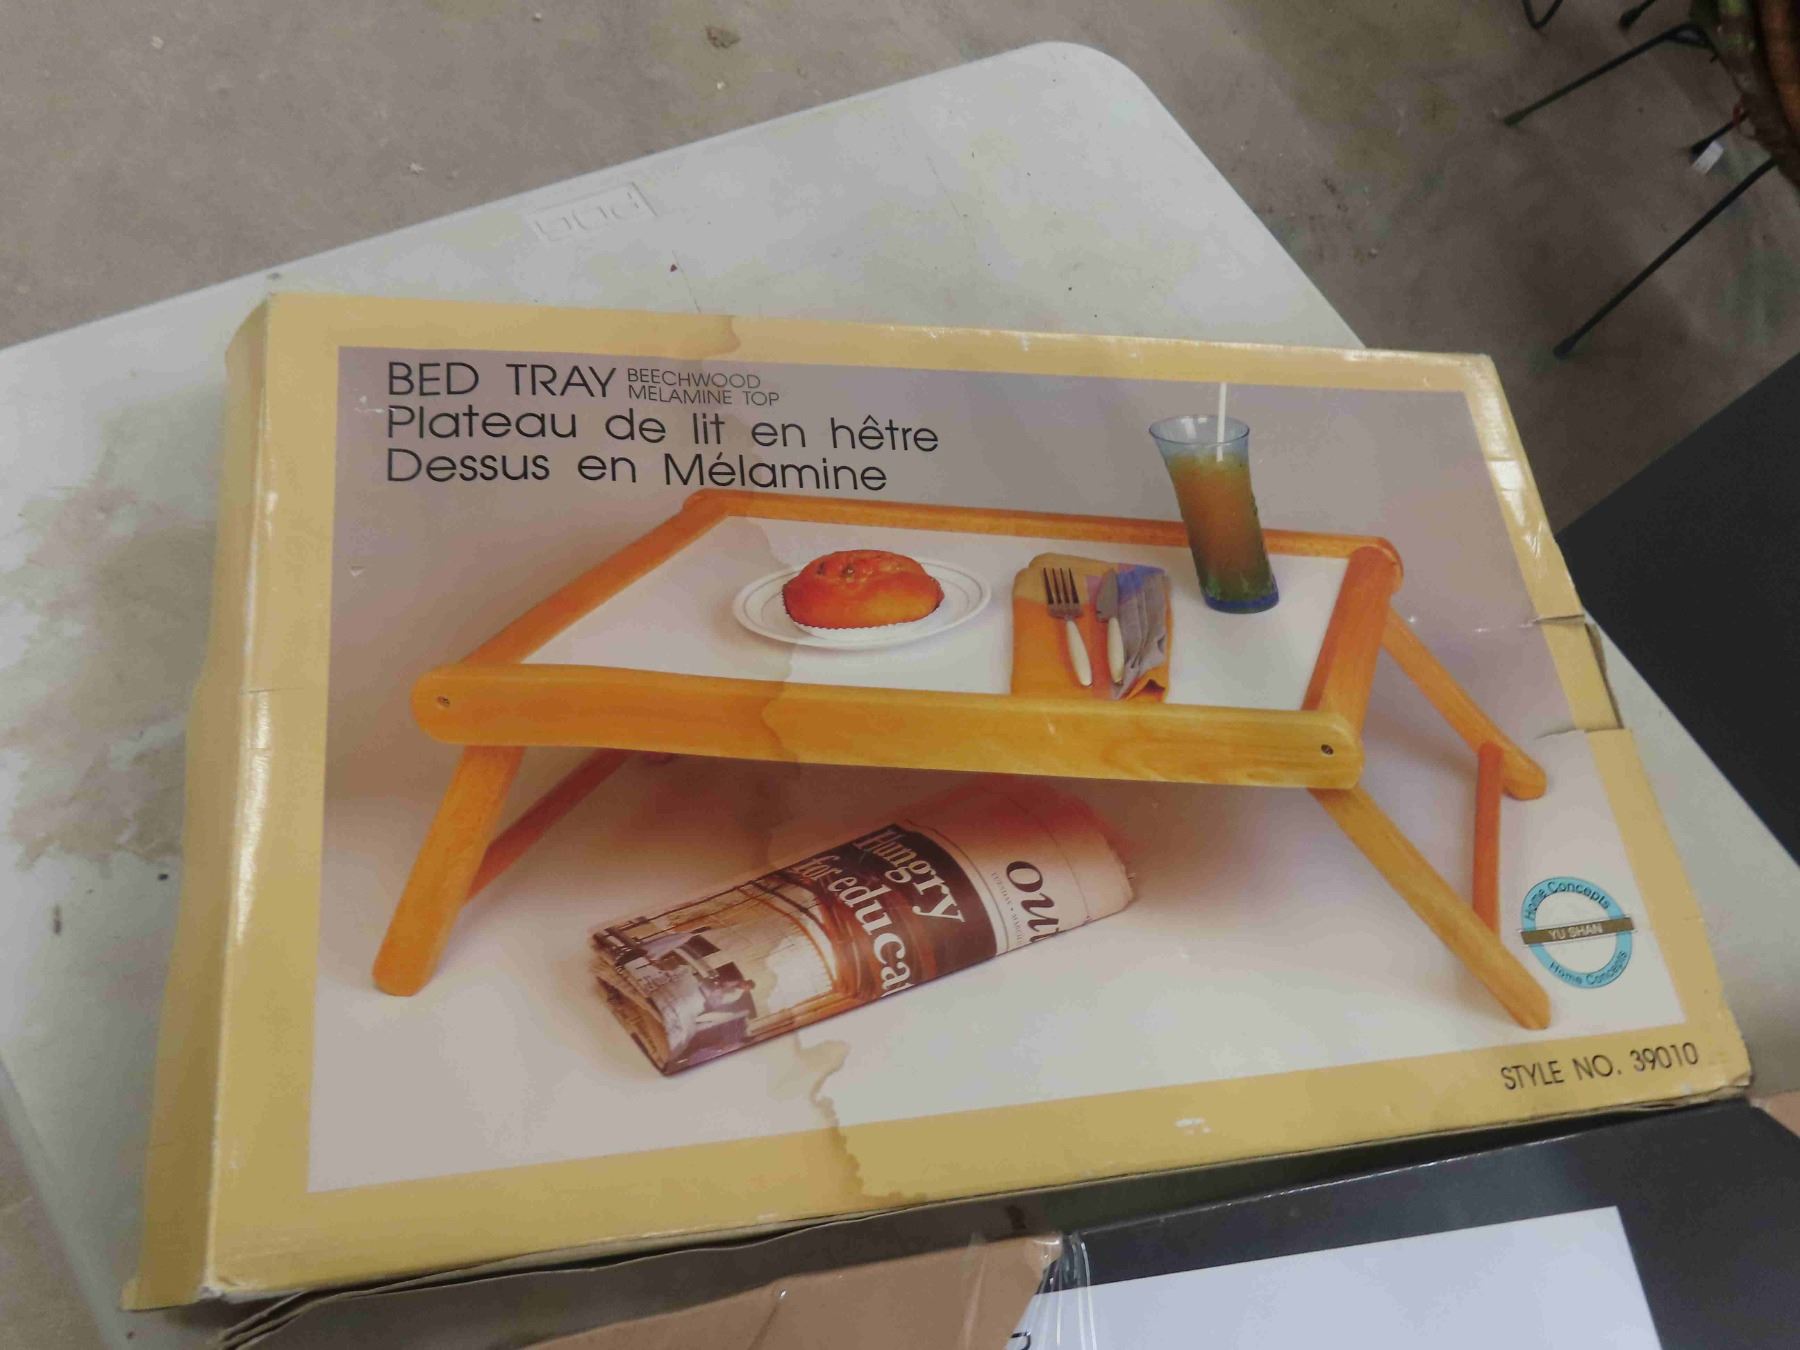 BED TRAY BEECHWOOD
MELAMINE TOP
Plateau de lit en hêtre
Dessus en Mélamine
Hungry
for educa
out
Home Concepts
YU SHAN
Home Concepts
STYLE NO. 39010